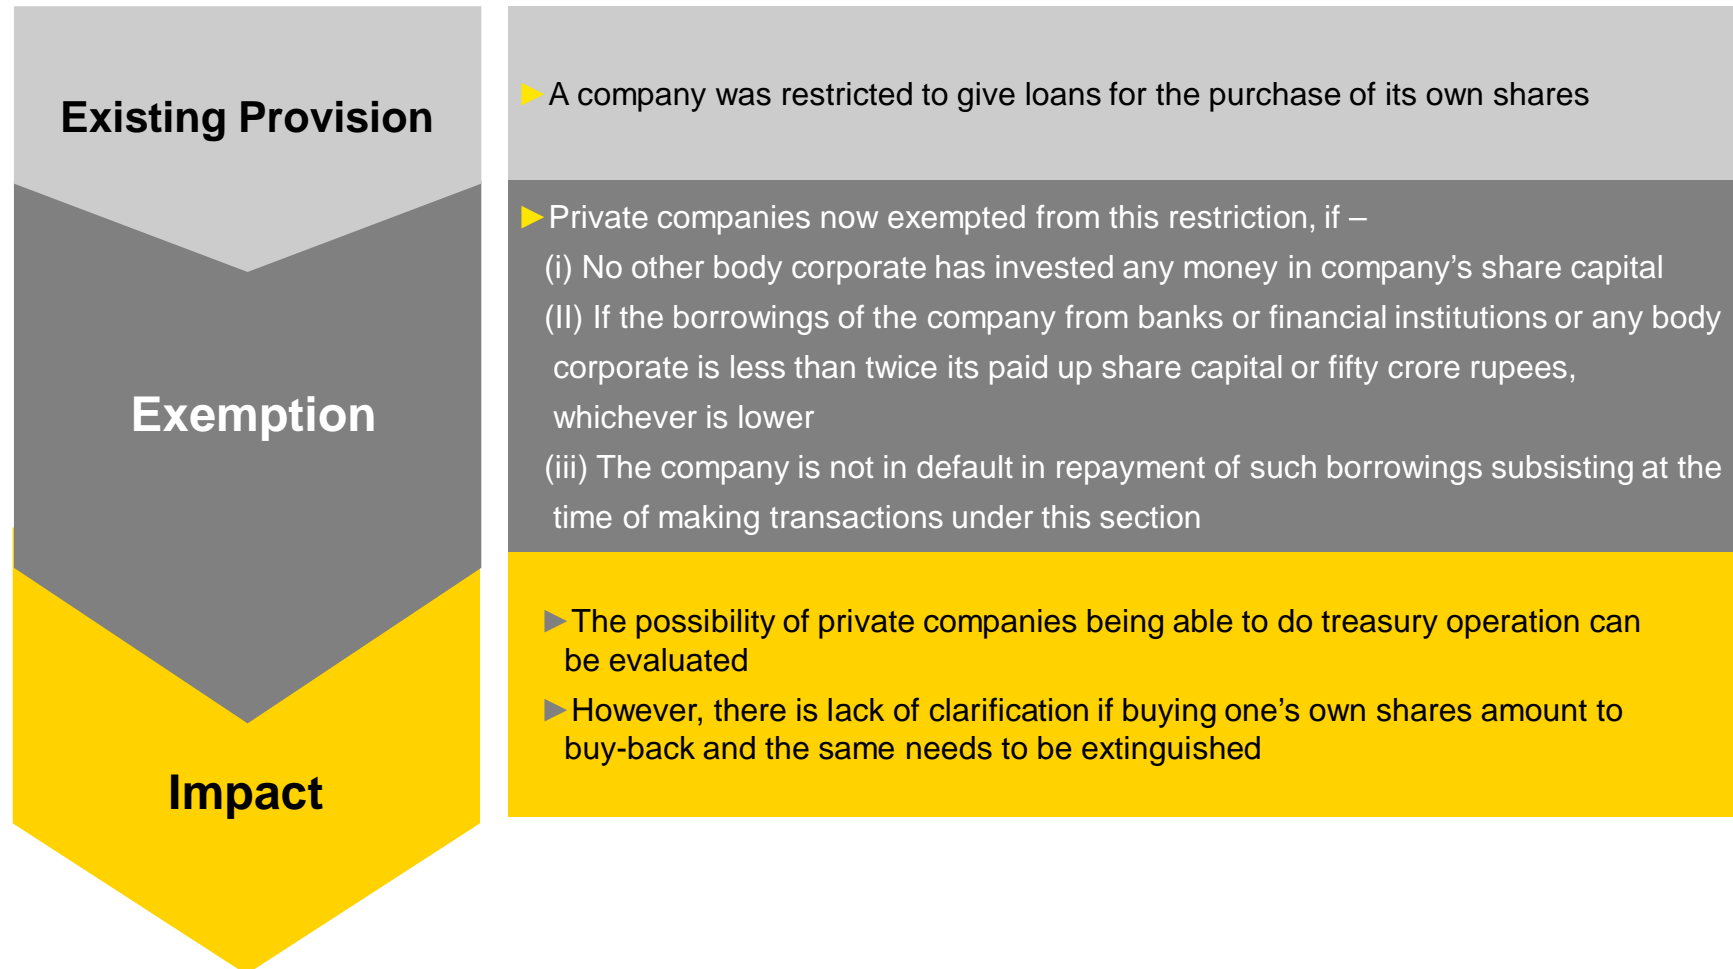 Existing Provision
►A company was restricted to give loans for the purchase of its own shares
Exemption
►Private companies now exempted from this restriction, if –
(i) No other body corporate has invested any money in company’s share capital
(II) If the borrowings of the company from banks or financial institutions or any body
corporate is less than twice its paid up share capital or fifty crore rupees,
whichever is lower
(iii) The company is not in default in repayment of such borrowings subsisting at the
time of making transactions under this section
Impact
►The possibility of private companies being able to do treasury operation can
be evaluated
►However, there is lack of clarification if buying one’s own shares amount to
buy-back and the same needs to be extinguished